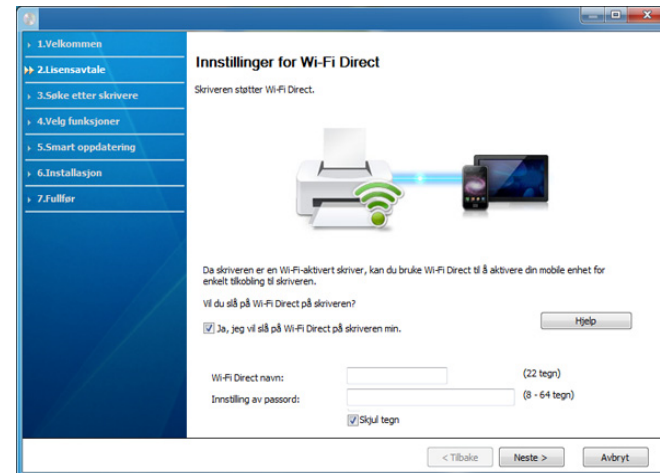 1.Velkommen
2.Lisensavtale
3.Søke etter skrivere
4.Velg funksjoner
5.Smart oppdatering
6.Installasjon
7.Fullfør
Innstillinger for Wi-Fi Direct
Skriveren støtter Wi-Fi Direct.
Da skriveren er en Wi-Fi-aktivert skriver, kan du bruke Wi-Fi Direct til å aktivere din mobile enhet for
enkelt tilkobling til skriveren.
Vil du slå på Wi-Fi Direct på skriveren?
Ja, jeg vil slå på Wi-Fi Direct på skriveren min.
Hjelp
Wi-Fi Direct navn: (22 tegn)
Innstilling av passord: (8 - 64 tegn)
Skjul tegn
< Tilbake Neste > Avbryt